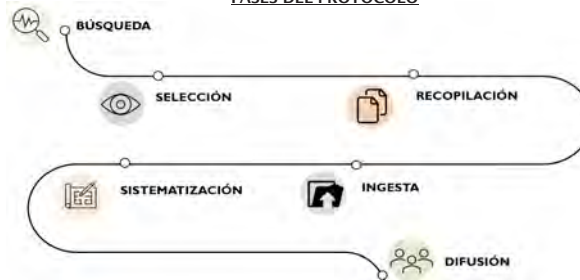 FASES DEL PROTOCOLO
BÚSQUEDA
SELECCIÓN
RECOPILACIÓN
SISTEMATIZACIÓN
INGESTA
DIFUSIÓN